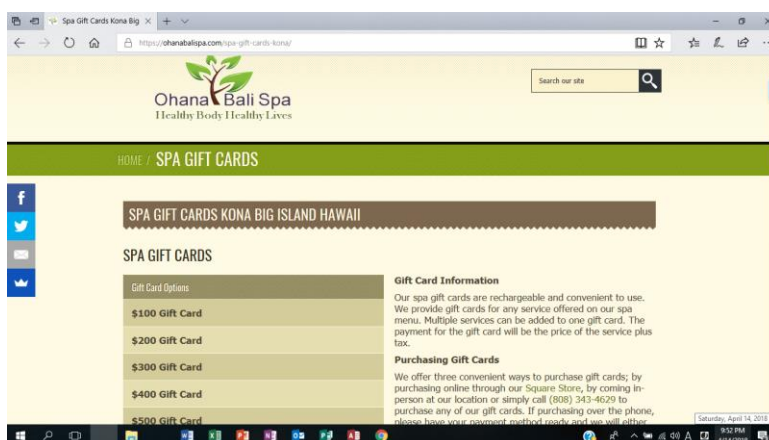 Spa Gift Cards Kona Big
https://ohanabalispa.com/spa-gift-cards-kona/
Ohana Bali Spa
Healthy Body Healthy Lives
Search our site
HOME / SPA GIFT CARDS
SPA GIFT CARDS KONA BIG ISLAND HAWAII
SPA GIFT CARDS
Gift Card Options
$100 Gift Card
$200 Gift Card
$300 Gift Card
$400 Gift Card
$500 Gift Card
Gift Card Information
Our spa gift cards are rechargeable and convenient to use.
We provide gift cards for any service offered on our spa
menu. Multiple services can be added to one gift card. The
payment for the gift card will be the price of the service plus
tax.
Purchasing Gift Cards
We offer three convenient ways to purchase gift cards; by
purchasing online through our Square Store, by coming in-
person at our location or simply call (808) 343-4629 to
purchase any of our gift cards. If purchasing over the phone,
please have your payment method ready and we will either
Saturday, April 14, 2018
9:52 PM
4/14/2018